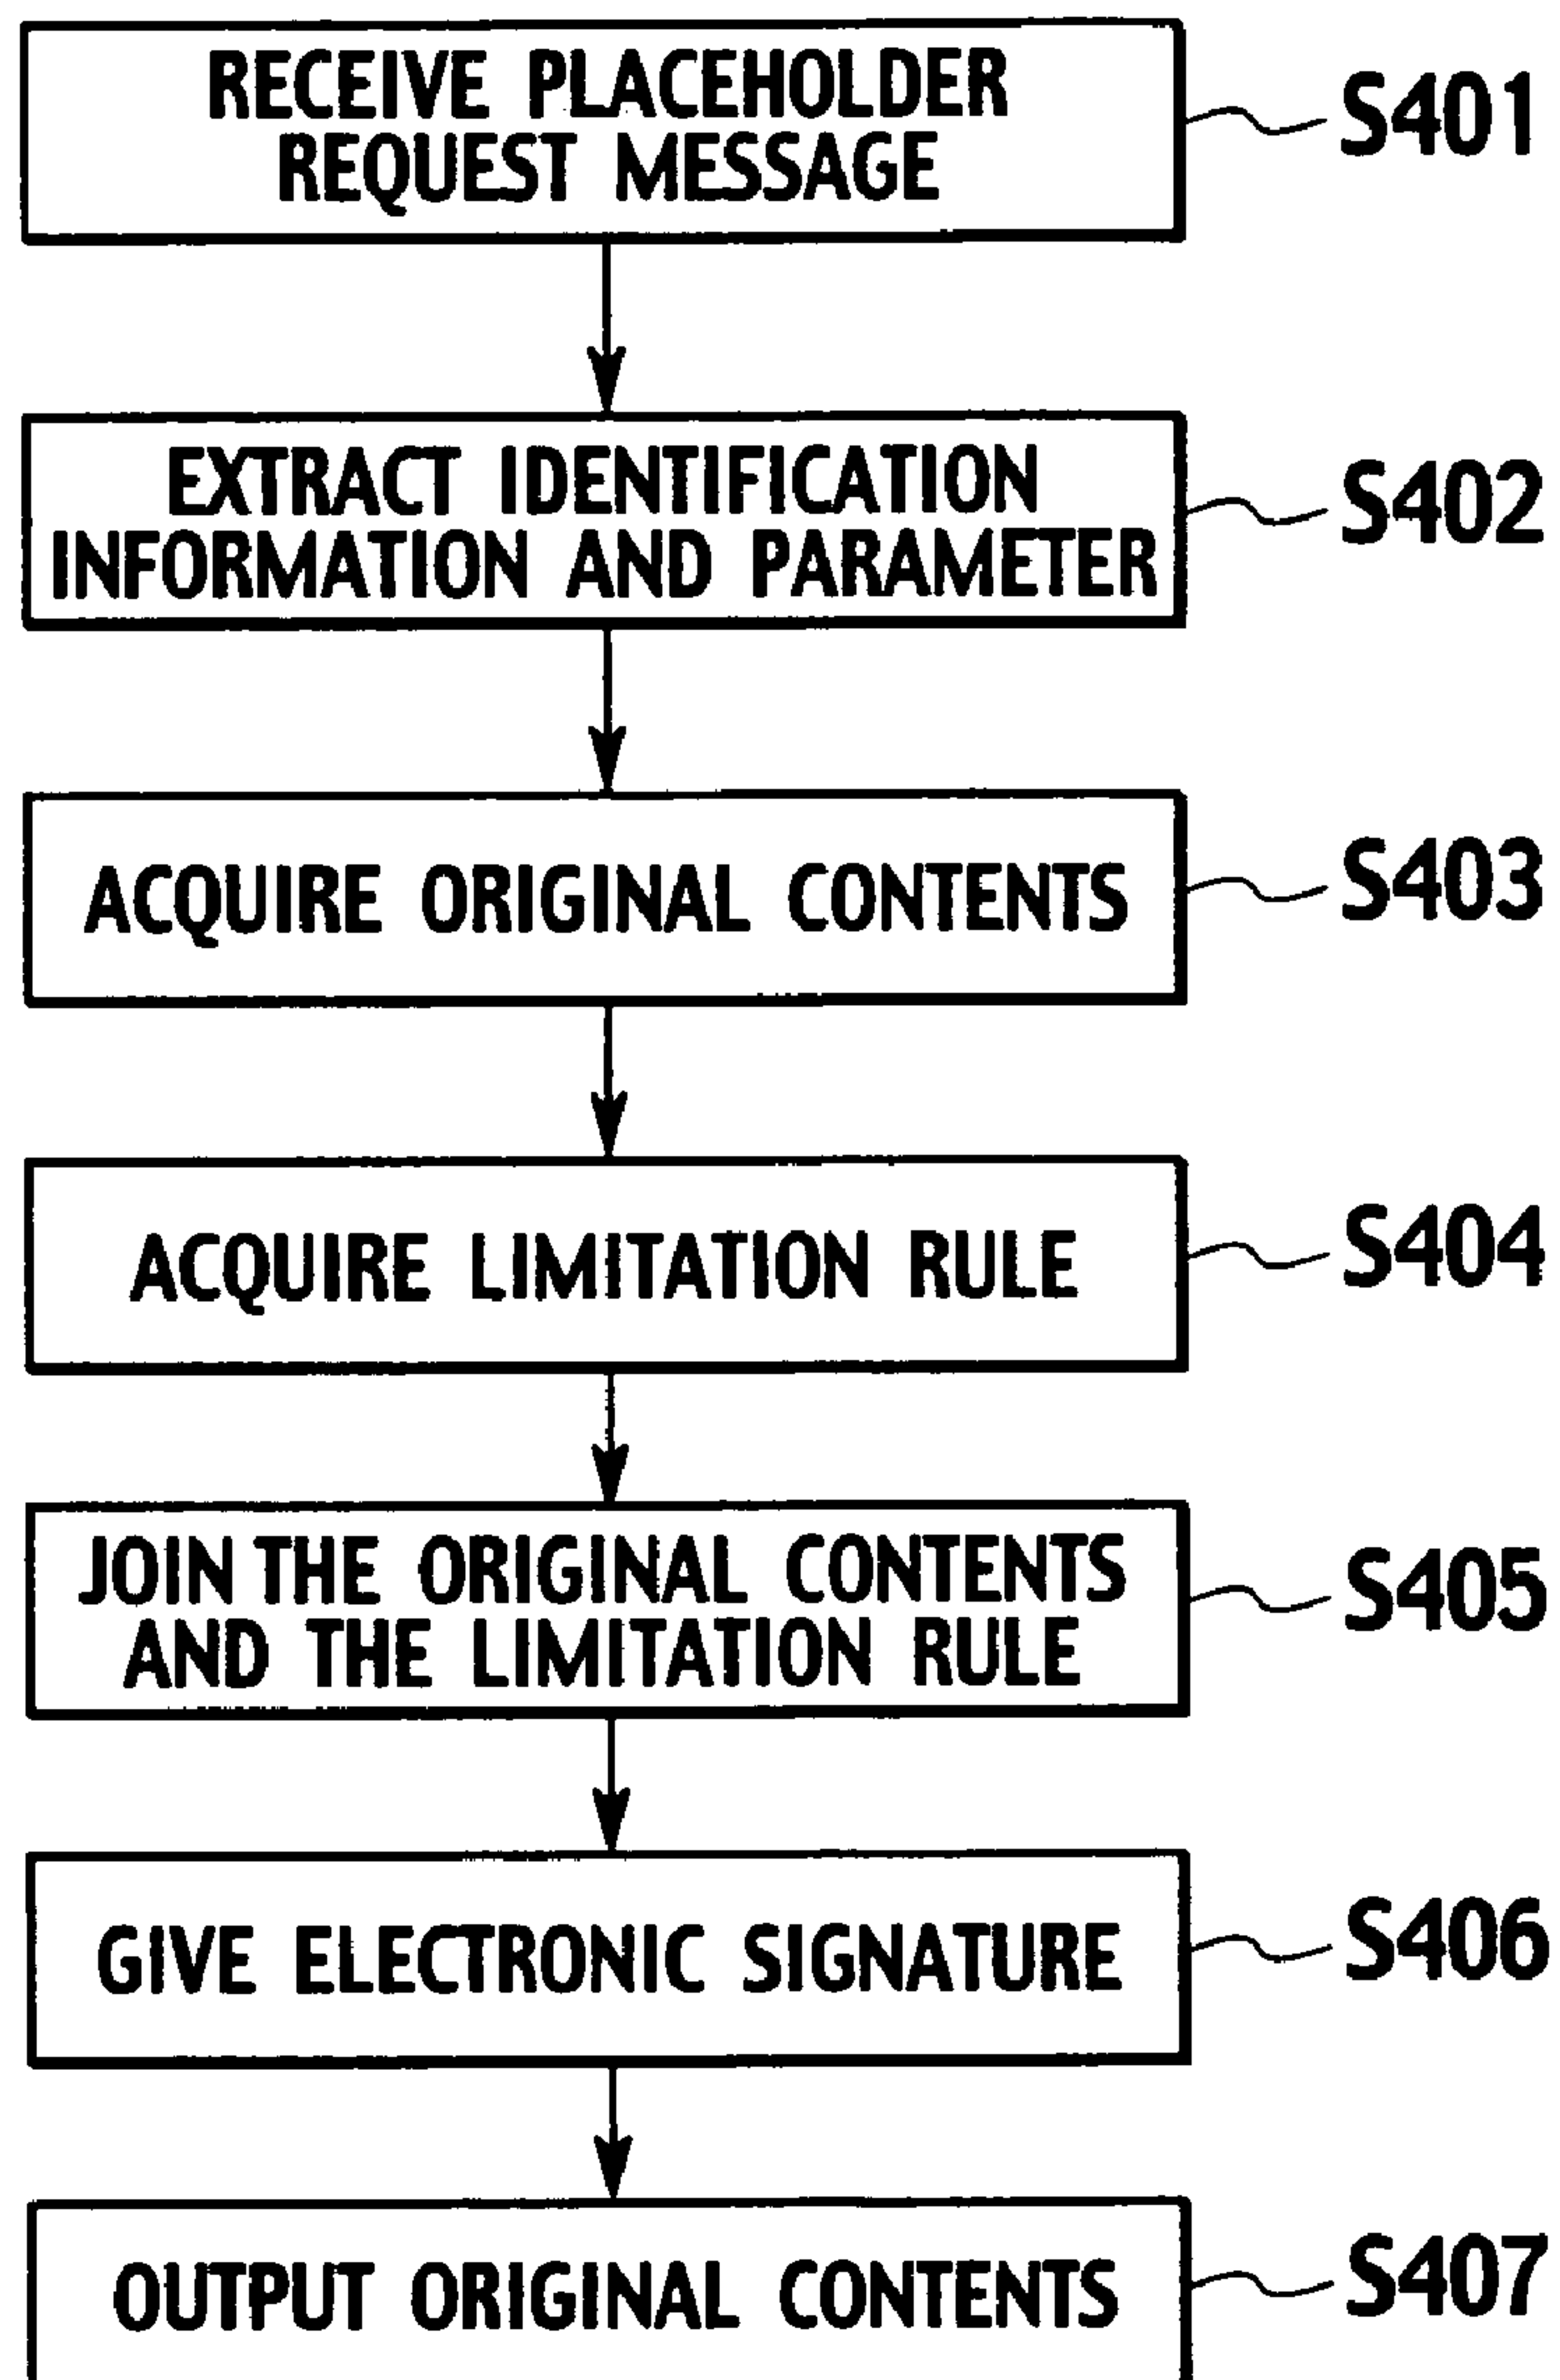 RECEIVE PLACEHOLDER
REQUEST MESSAGE
S401
EXTRACT IDENTIFICATION
INFORMATION AND PARAMETER
S402
ACQUIRE ORIGINAL CONTENTS
S403
ACQUIRE LIMITATION RULE
S404
JOIN THE ORIGINAL CONTENTS
AND THE LIMITATION RULE
S405
GIVE ELECTRONIC SIGNATURE
S406
OUTPUT ORIGINAL CONTENTS
S407